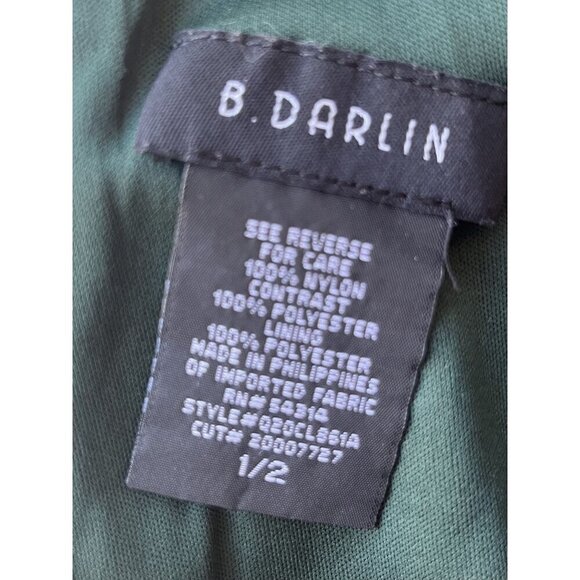 B. DARLIN
SEE REVERSE
FOR CARE
100% NYLON
CONTRAST
100% POLYESTER
LINING
100% POLYESTER
MADE IN PHILIPPINES
OF IMPORTED FABRIC
RN# 54314
STYLE# Q20CL861A
CUT# 20007727
1/2